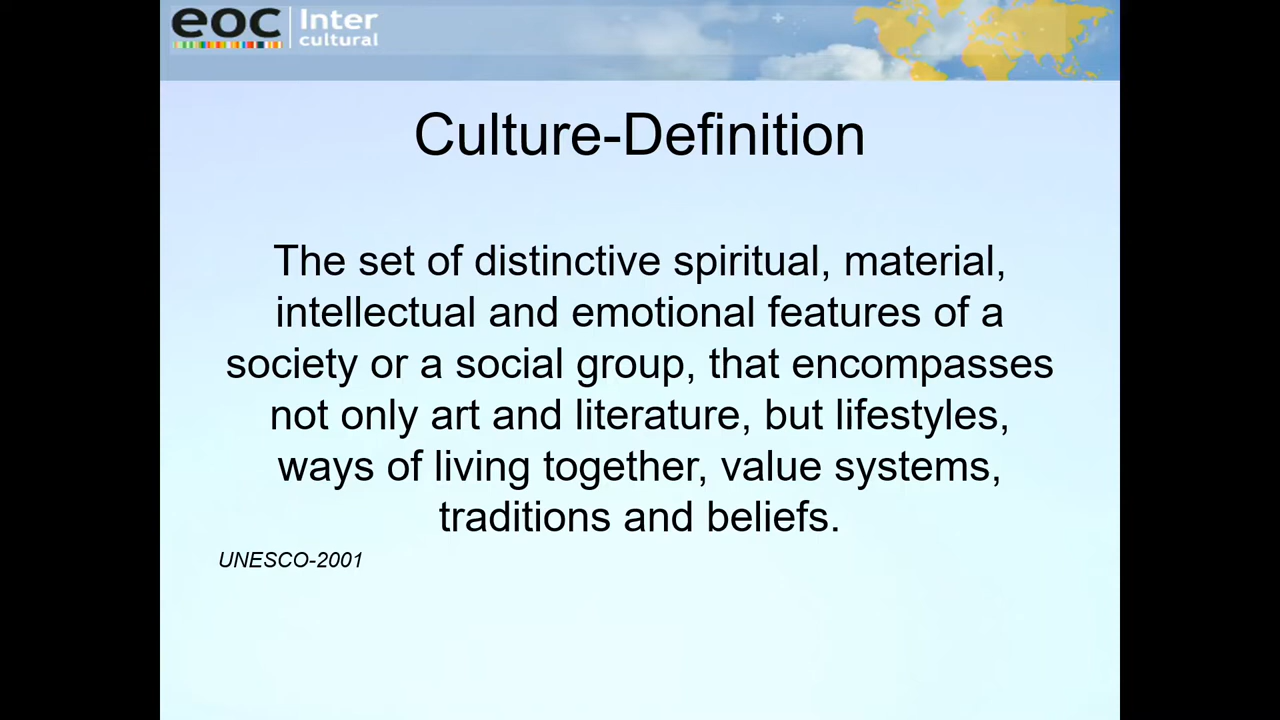 eoc Inter
cultural
Culture-Definition
The set of distinctive spiritual, material,
intellectual and emotional features of a
society or a social group, that encompasses
not only art and literature, but lifestyles,
ways of living together, value systems,
traditions and beliefs.
UNESCO-2001